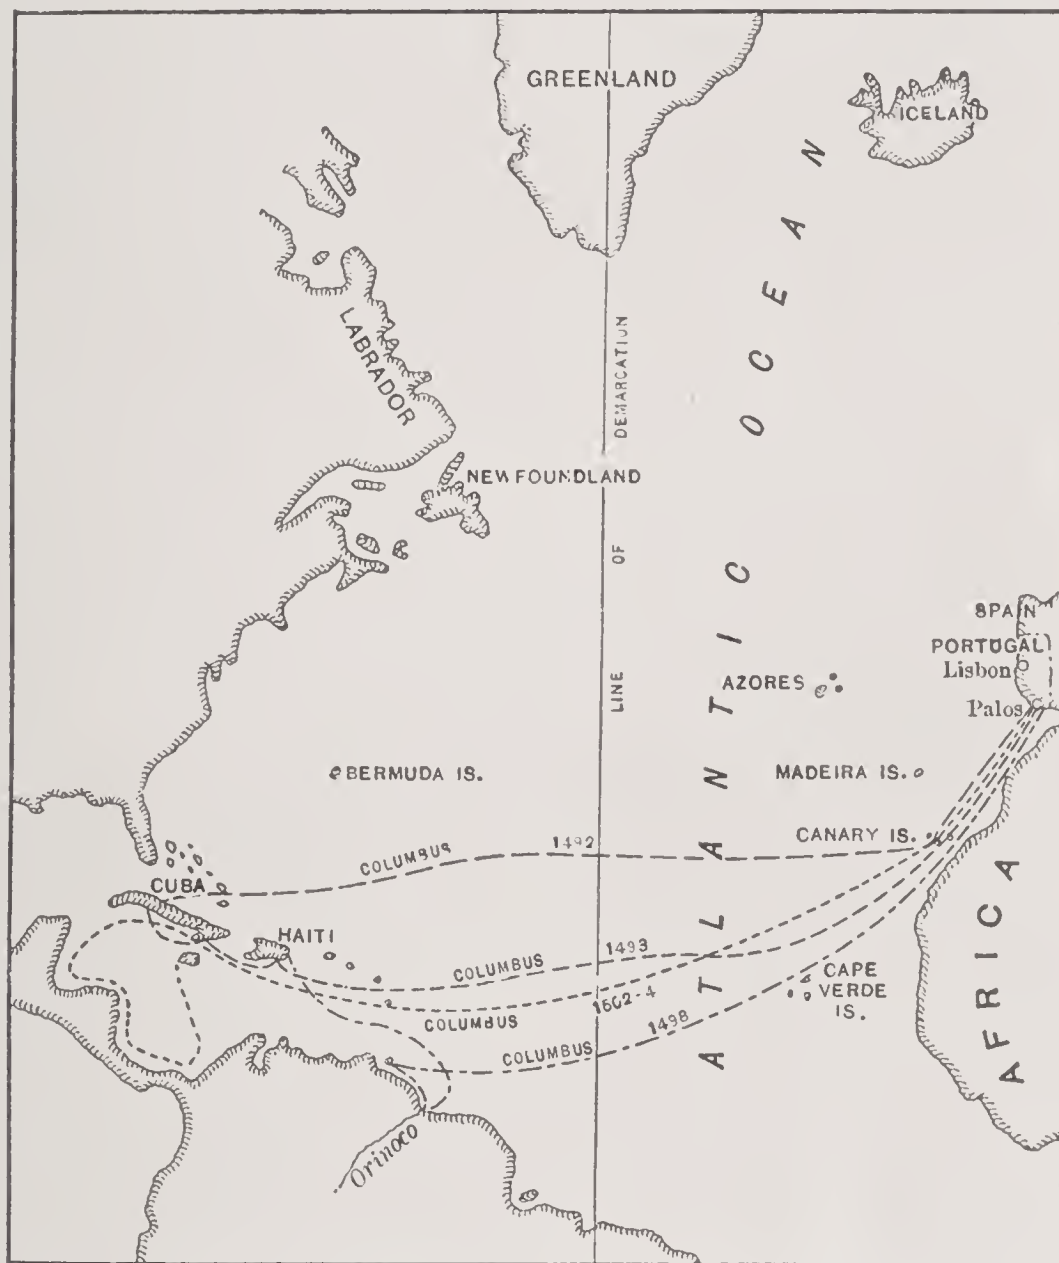 GREENLAND
ICELAND
ATLANTIC OCEAN
LABRADOR
NEWFOUNDLAND
LINE OF DEMARCATION
SPAIN
PORTUGAL
Lisbon
Palos
AZORES
BERMUDA IS.
MADEIRA IS.
CANARY IS.
COLUMBUS 1492
CUBA
HAITI
COLUMBUS 1493
COLUMBUS 1502-4
COLUMBUS 1498
CAPE
VERDE
IS.
AFRICA
Orinoco